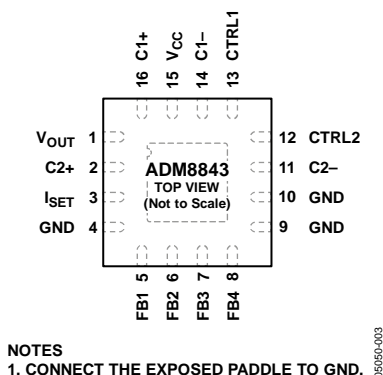 16 C1+
15 VCC
14 C1–
13 CTRL1
VOUT 1
C2+ 2
ISET 3
GND 4
ADM8843
TOP VIEW
(Not to Scale)
12 CTRL2
11 C2–
10 GND
9 GND
FB1 5
FB2 6
FB3 7
FB4 8
NOTES
1. CONNECT THE EXPOSED PADDLE TO GND.
05050-003